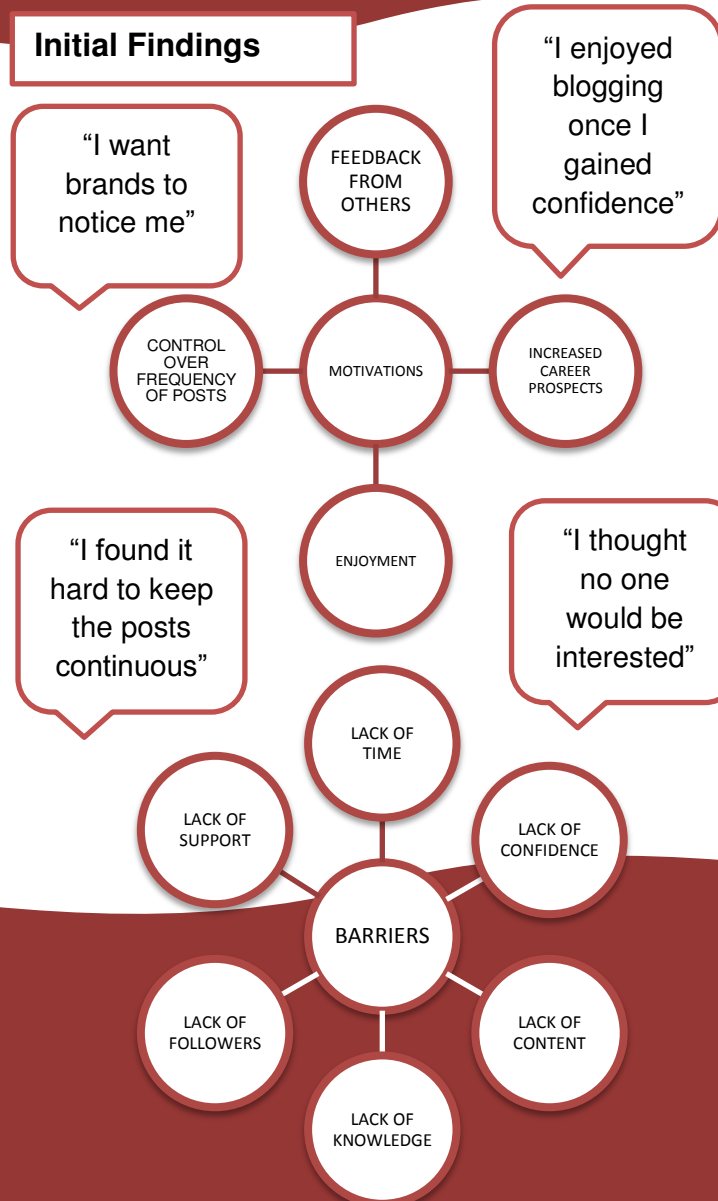 Initial Findings
“I want
brands to
notice me”
“I enjoyed
blogging
once I
gained
confidence”
FEEDBACK
FROM
OTHERS
CONTROL
OVER
FREQUENCY
OF POSTS
MOTIVATIONS
INCREASED
CAREER
PROSPECTS
ENJOYMENT
“I found it
hard to keep
the posts
continuous”
“I thought
no one
would be
interested”
LACK OF
TIME
LACK OF
SUPPORT
LACK OF
CONFIDENCE
BARRIERS
LACK OF
FOLLOWERS
LACK OF
CONTENT
LACK OF
KNOWLEDGE